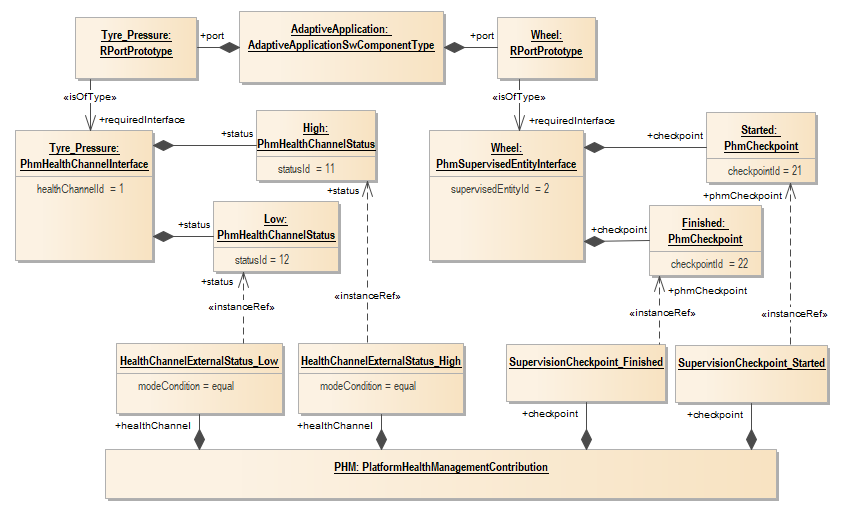 Tyre_Pressure:
RPortPrototype
+port
AdaptiveApplication:
AdaptiveApplicationSwComponentType
+port
Wheel:
RPortPrototype
«isOfType»
+requiredInterface
«isOfType»
+requiredInterface
Tyre_Pressure:
PhmHealthChannelInterface
healthChannelId = 1
+status
High:
PhmHealthChannelStatus
statusId = 11
+status
Wheel:
PhmSupervisedEntityInterface
supervisedEntityId = 2
+checkpoint
Started:
PhmCheckpoint
checkpointId = 21
+phmCheckpoint
+status
Low:
PhmHealthChannelStatus
statusId = 12
+status
+checkpoint
Finished:
PhmCheckpoint
checkpointId = 22
+phmCheckpoint
«instanceRef»
«instanceRef»
«instanceRef»
«instanceRef»
HealthChannelExternalStatus_Low
modeCondition = equal
HealthChannelExternalStatus_High
modeCondition = equal
SupervisionCheckpoint_Finished
SupervisionCheckpoint_Started
+healthChannel
+healthChannel
+checkpoint
+checkpoint
PHM: PlatformHealthManagementContribution